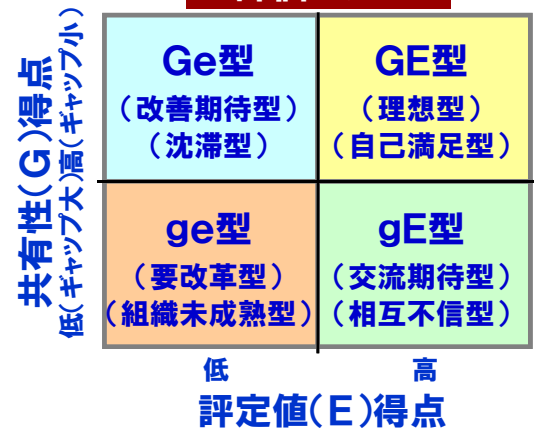 Ge型
（改善期待型）
（沈滞型）
GE型
（理想型）
（自己満足型）
ge型
（要改革型）
（組織未成熟型）
gE型
（交流期待型）
（相互不信型）
共有性（G）得点
低（ギャップ大）高（ギャップ小）
低
高
評定値（E）得点